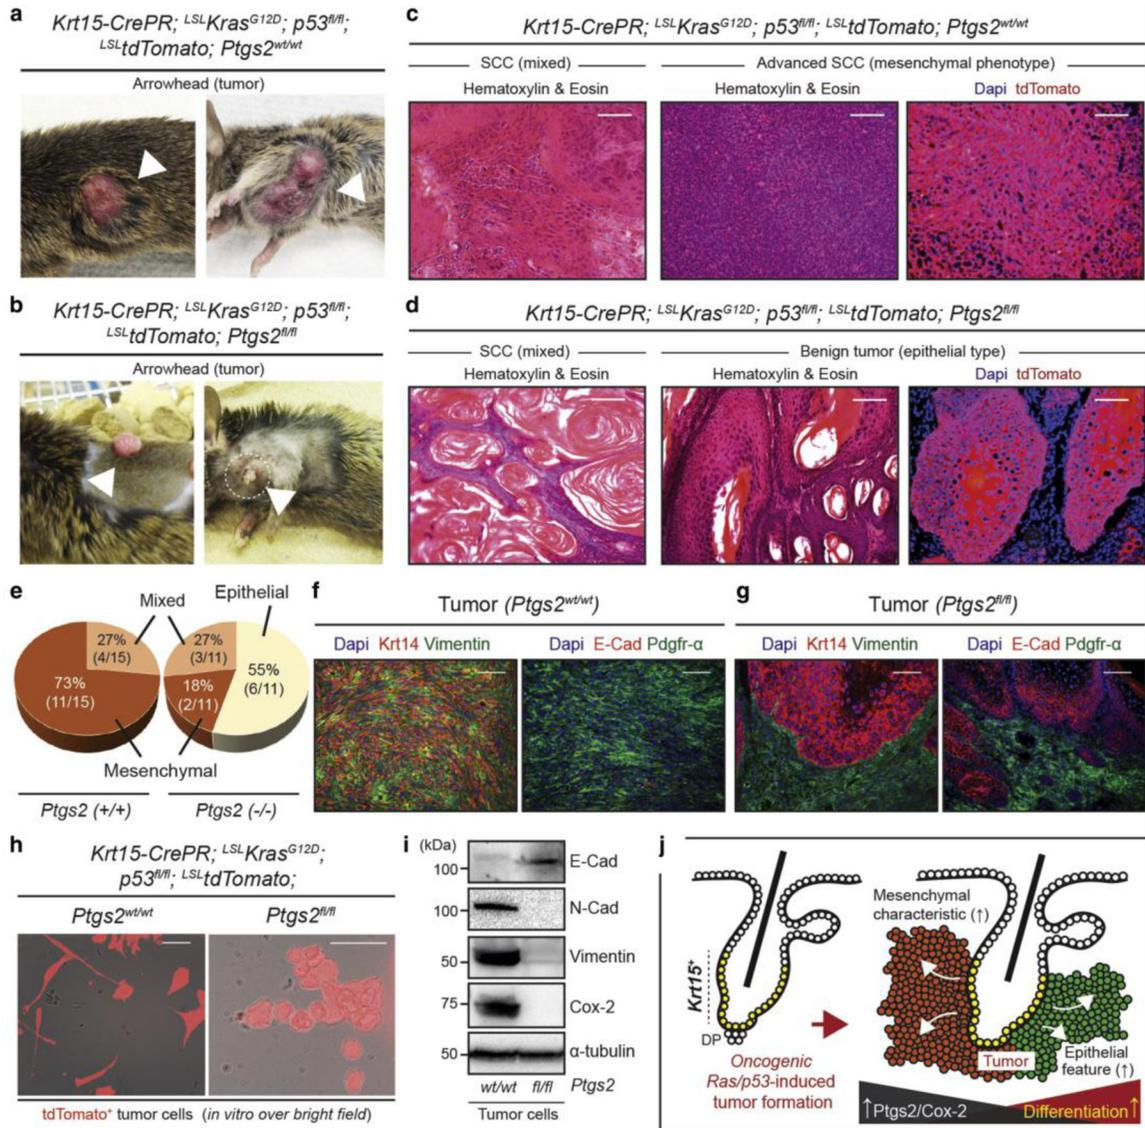 a
Krt15-CrePR; LSLKrasG12D; p53fl/fl;
LSLtdTomato; Ptgs2wt/wt
Arrowhead (tumor)
b
Krt15-CrePR; LSLKrasG12D; p53fl/fl;
LSLtdTomato; Ptgs2fl/fl
Arrowhead (tumor)
c
Krt15-CrePR; LSLKrasG12D; p53fl/fl; LSLtdTomato; Ptgs2wt/wt
SCC (mixed)
Advanced SCC (mesenchymal phenotype)
Hematoxylin & Eosin
Hematoxylin & Eosin
Dapi tdTomato
d
Krt15-CrePR; LSLKrasG12D; p53fl/fl; LSLtdTomato; Ptgs2fl/fl
SCC (mixed)
Benign tumor (epithelial type)
Hematoxylin & Eosin
Hematoxylin & Eosin
Dapi tdTomato
e
Mixed
Epithelial
27%
(4/15)
73%
(11/15)
27%
(3/11)
18%
(2/11)
55%
(6/11)
Mesenchymal
Ptgs2 (+/+)
Ptgs2 (-/-)
f
Tumor (Ptgs2wt/wt)
Dapi Krt14 Vimentin
Dapi E-Cad Pdgfr-α
g
Tumor (Ptgs2fl/fl)
Dapi Krt14 Vimentin
Dapi E-Cad Pdgfr-α
h
Krt15-CrePR; LSLKrasG12D;
p53fl/fl; LSLtdTomato;
Ptgs2wt/wt
Ptgs2fl/fl
tdTomato+ tumor cells (in vitro over bright field)
i
(kDa)
100
E-Cad
100
N-Cad
50
Vimentin
75
Cox-2
50
α-tubulin
wt/wt fl/fl Ptgs2
Tumor cells
j
Krt15+
DP
Oncogenic
Ras/p53-induced
tumor formation
Mesenchymal
characteristic (↑)
Tumor
Epithelial
feature (↑)
↑Ptgs2/Cox-2
Differentiation↑